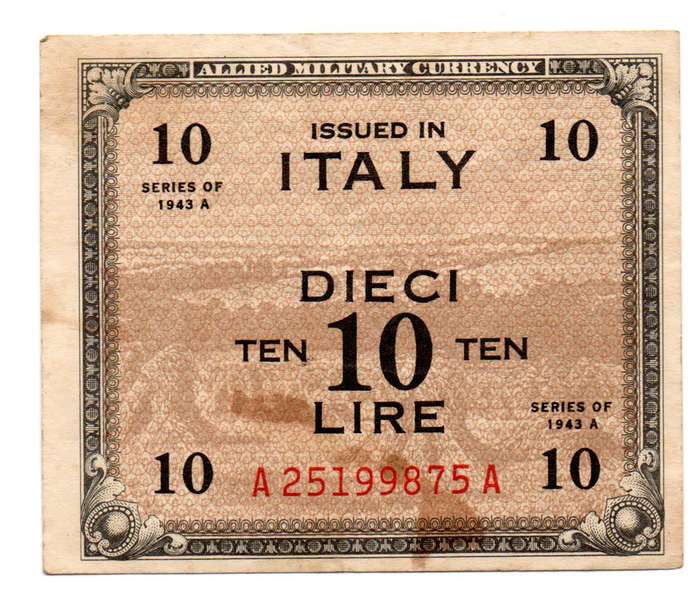 ALLIED MILITARY CURRENCY
10 ISSUED IN 10
ITALY
SERIES OF
1943 A
DIECI
TEN 10 TEN
LIRE
SERIES OF
1943 A
10 A25199875A 10